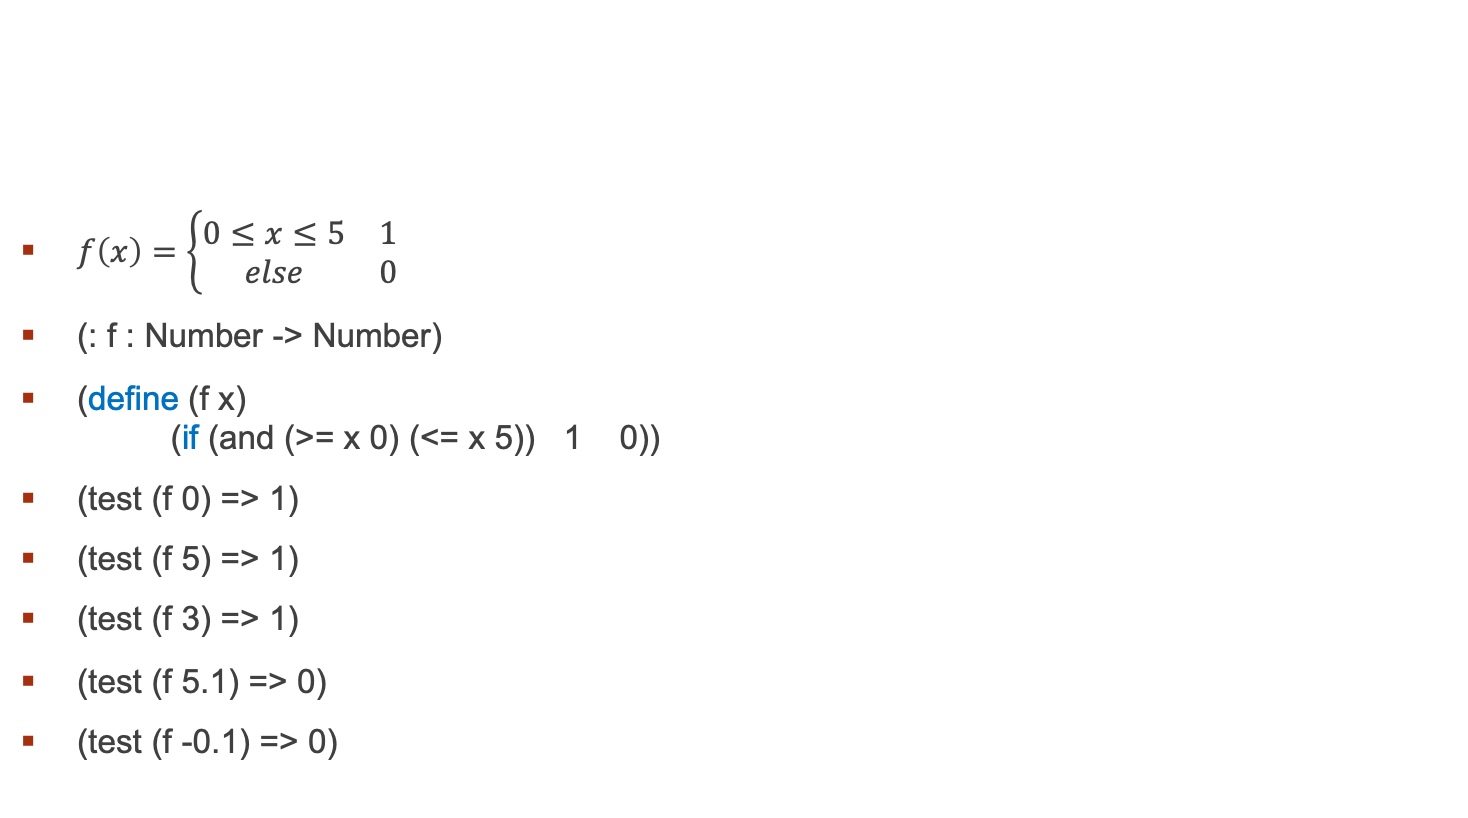 ▪ f(x) = {0 ≤ x ≤ 5 1
else 0
▪ (: f : Number -> Number)
▪ (define (f x)
(if (and (>= x 0) (<= x 5)) 1 0))
▪ (test (f 0) => 1)
▪ (test (f 5) => 1)
▪ (test (f 3) => 1)
▪ (test (f 5.1) => 0)
▪ (test (f -0.1) => 0)